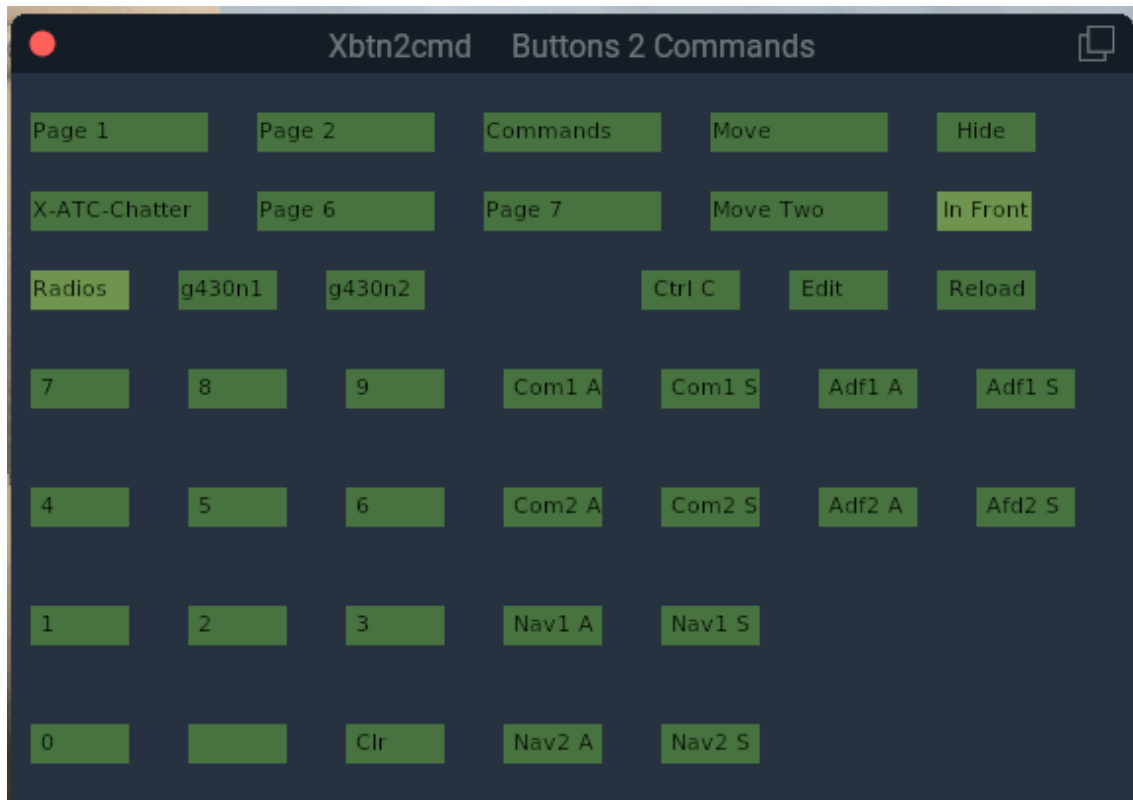 Xbtn2cmd Buttons 2 Commands
Page 1 Page 2 Commands Move Hide
X-ATC-Chatter Page 6 Page 7 Move Two In Front
Radios g430n1 g430n2 Ctrl C Edit Reload
7 8 9 Com1 A Com1 S Adf1 A Adf1 S
4 5 6 Com2 A Com2 S Adf2 A Afd2 S
1 2 3 Nav1 A Nav1 S
0 Clr Nav2 A Nav2 S